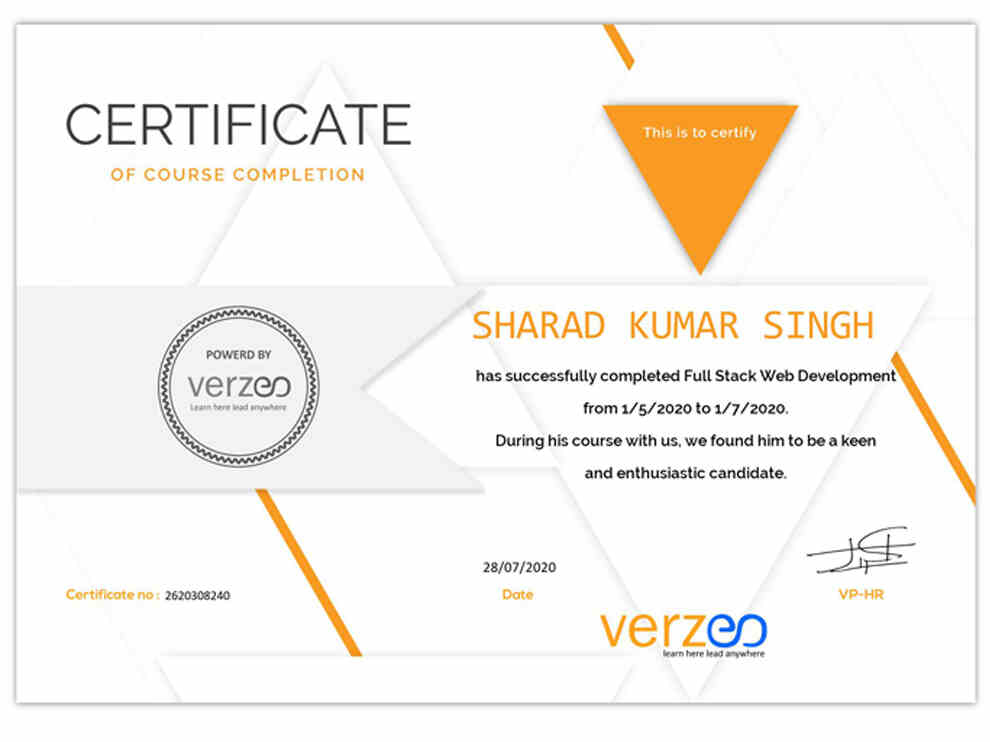 CERTIFICATE
OF COURSE COMPLETION
This is to certify
POWERD BY
verzeo
Learn here lead anywhere
SHARAD KUMAR SINGH
has successfully completed Full Stack Web Development
from 1/5/2020 to 1/7/2020.
During his course with us, we found him to be a keen
and enthusiastic candidate.
28/07/2020
Certificate no : 2620308240
Date
VP-HR
verzeo
learn here lead anywhere